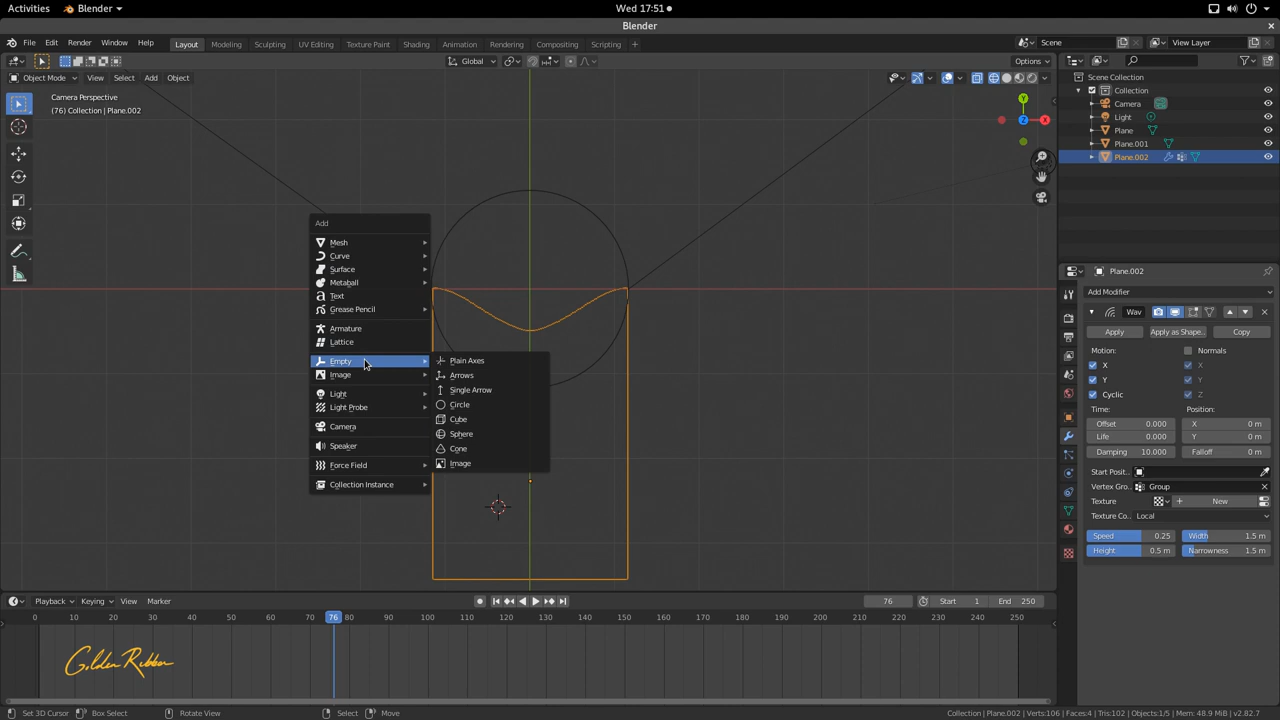 Activities Blender Wed 17:51
Blender
File Edit Render Window Help Layout Modeling Sculpting UV Editing Texture Paint Shading Animation Rendering Compositing Scripting + Scene View Layer
Global Options
Object Mode View Select Add Object
Camera Perspective
(76) Collection | Plane.002
Y
X
Z
Scene Collection
Collection
Camera
Light
Plane
Plane.001
Plane.002
Add
Mesh
Curve
Surface
Metaball
Text
Grease Pencil
Armature
Lattice
Empty
Image
Light
Light Probe
Camera
Speaker
Force Field
Collection Instance
Plain Axes
Arrows
Single Arrow
Circle
Cube
Sphere
Cone
Image
Plane.002
Add Modifier
Wav
Apply Apply as Shape... Copy
Motion: Normals
X X
Y Y
Cyclic Z
Time: Position:
Offset 0.000 X 0 m
Life 0.000 Y 0 m
Damping 10.000 Falloff 0 m
Start Posit..
Vertex Gro.. Group
Texture New
Texture Co.. Local
Speed 0.25 Width 1.5 m
Height 0.5 m Narrowness 1.5 m
Playback Keying View Marker 76 Start 1 End 250
0 10 20 30 40 50 60 70 76 80 90 100 110 120 130 140 150 160 170 180 190 200 210 220 230 240 250
Golden Ribbon
Set 3D Cursor Box Select Rotate View Select Move Collection | Plane.002 | Verts:106 | Faces:4 | Tris:102 | Objects:1/5 | Mem: 48.9 MiB | v2.82.7